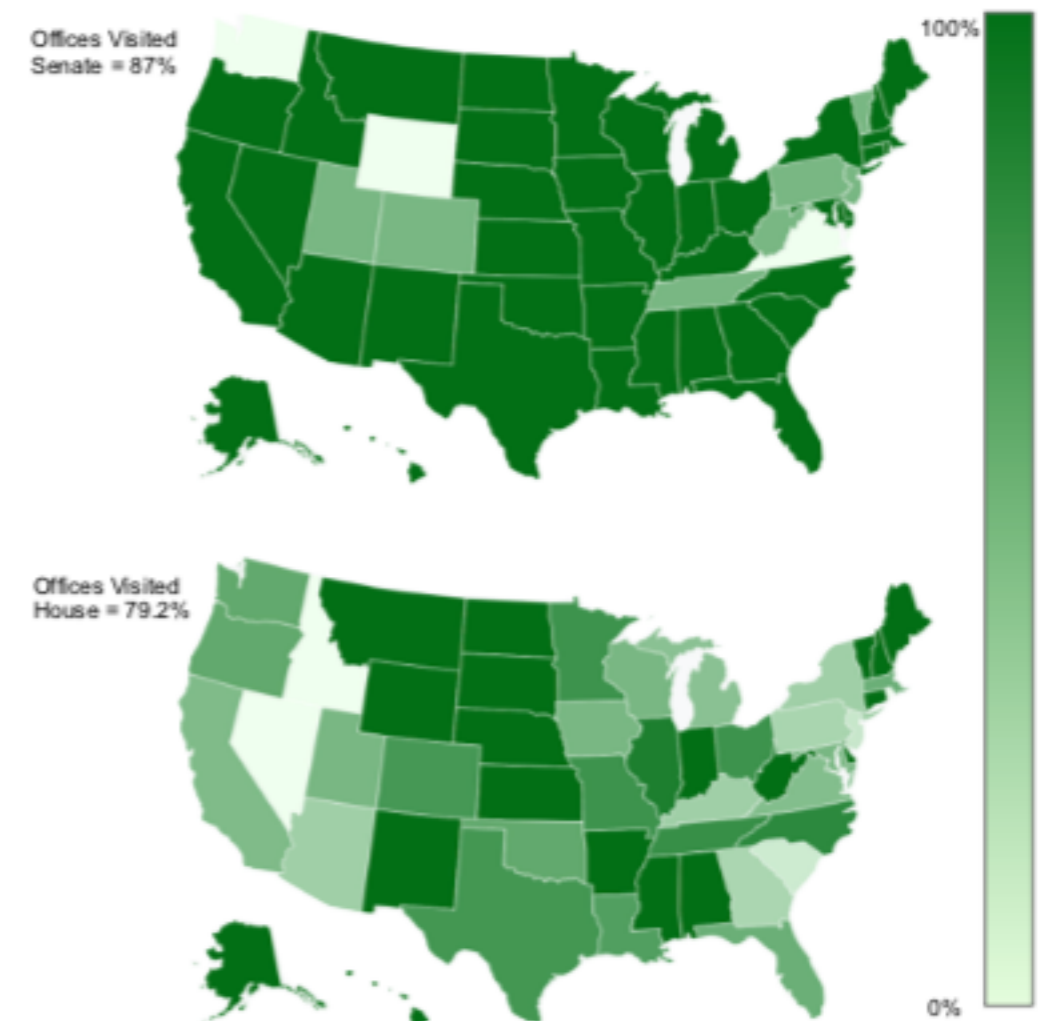 Offices Visited
Senate = 87%
100%
Offices Visited
House = 79.2%
0%